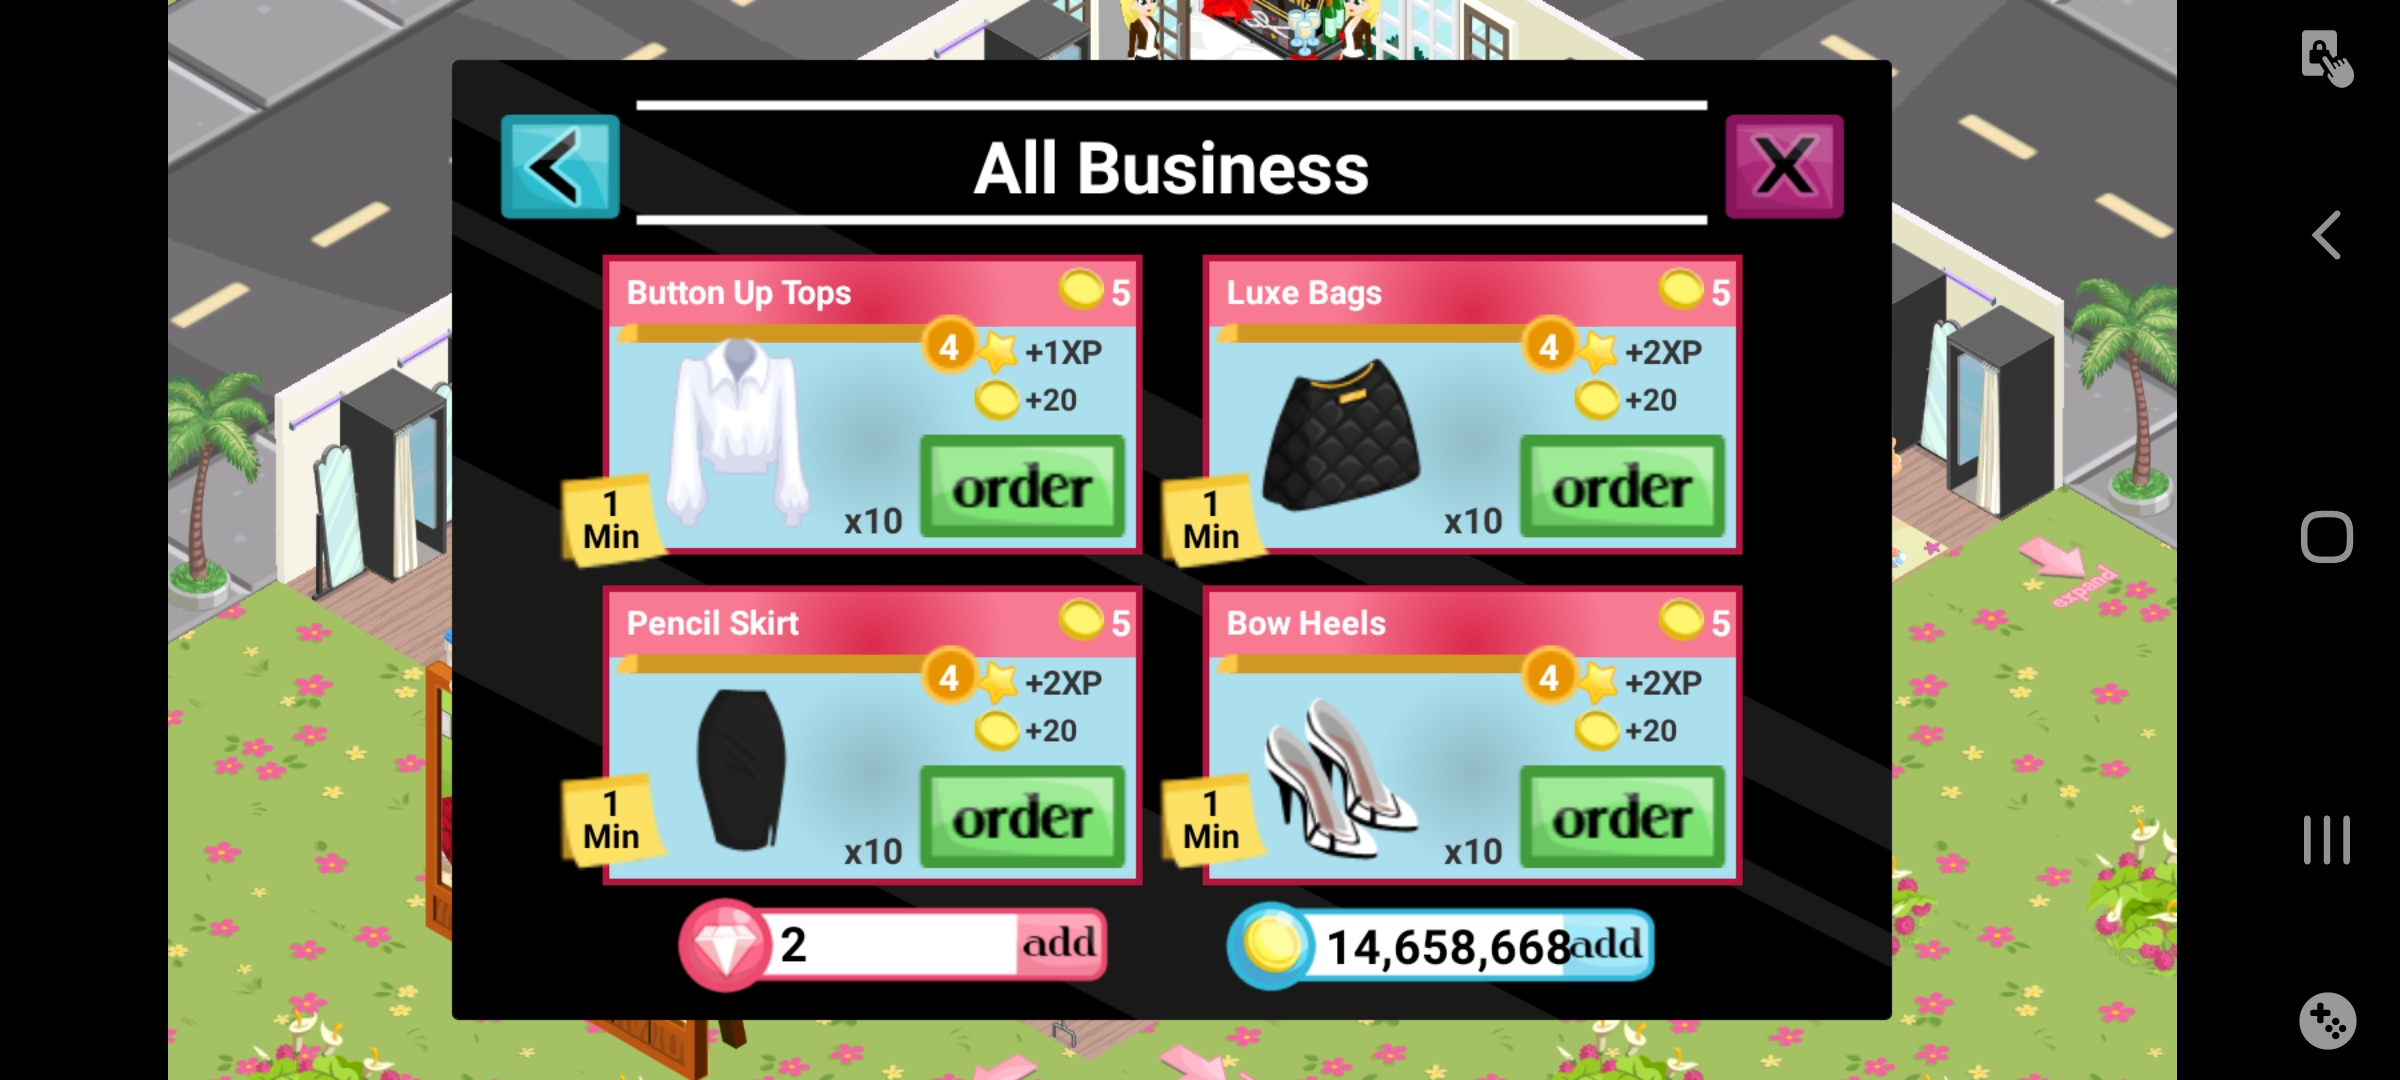 All Business
X
Button Up Tops 5
4 +1XP
+20
1
Min
x10
order
Luxe Bags 5
4 +2XP
+20
1
Min
x10
order
Pencil Skirt 5
4 +2XP
+20
1
Min
x10
order
Bow Heels 5
4 +2XP
+20
1
Min
x10
order
2 add
14,658,668 add
expand